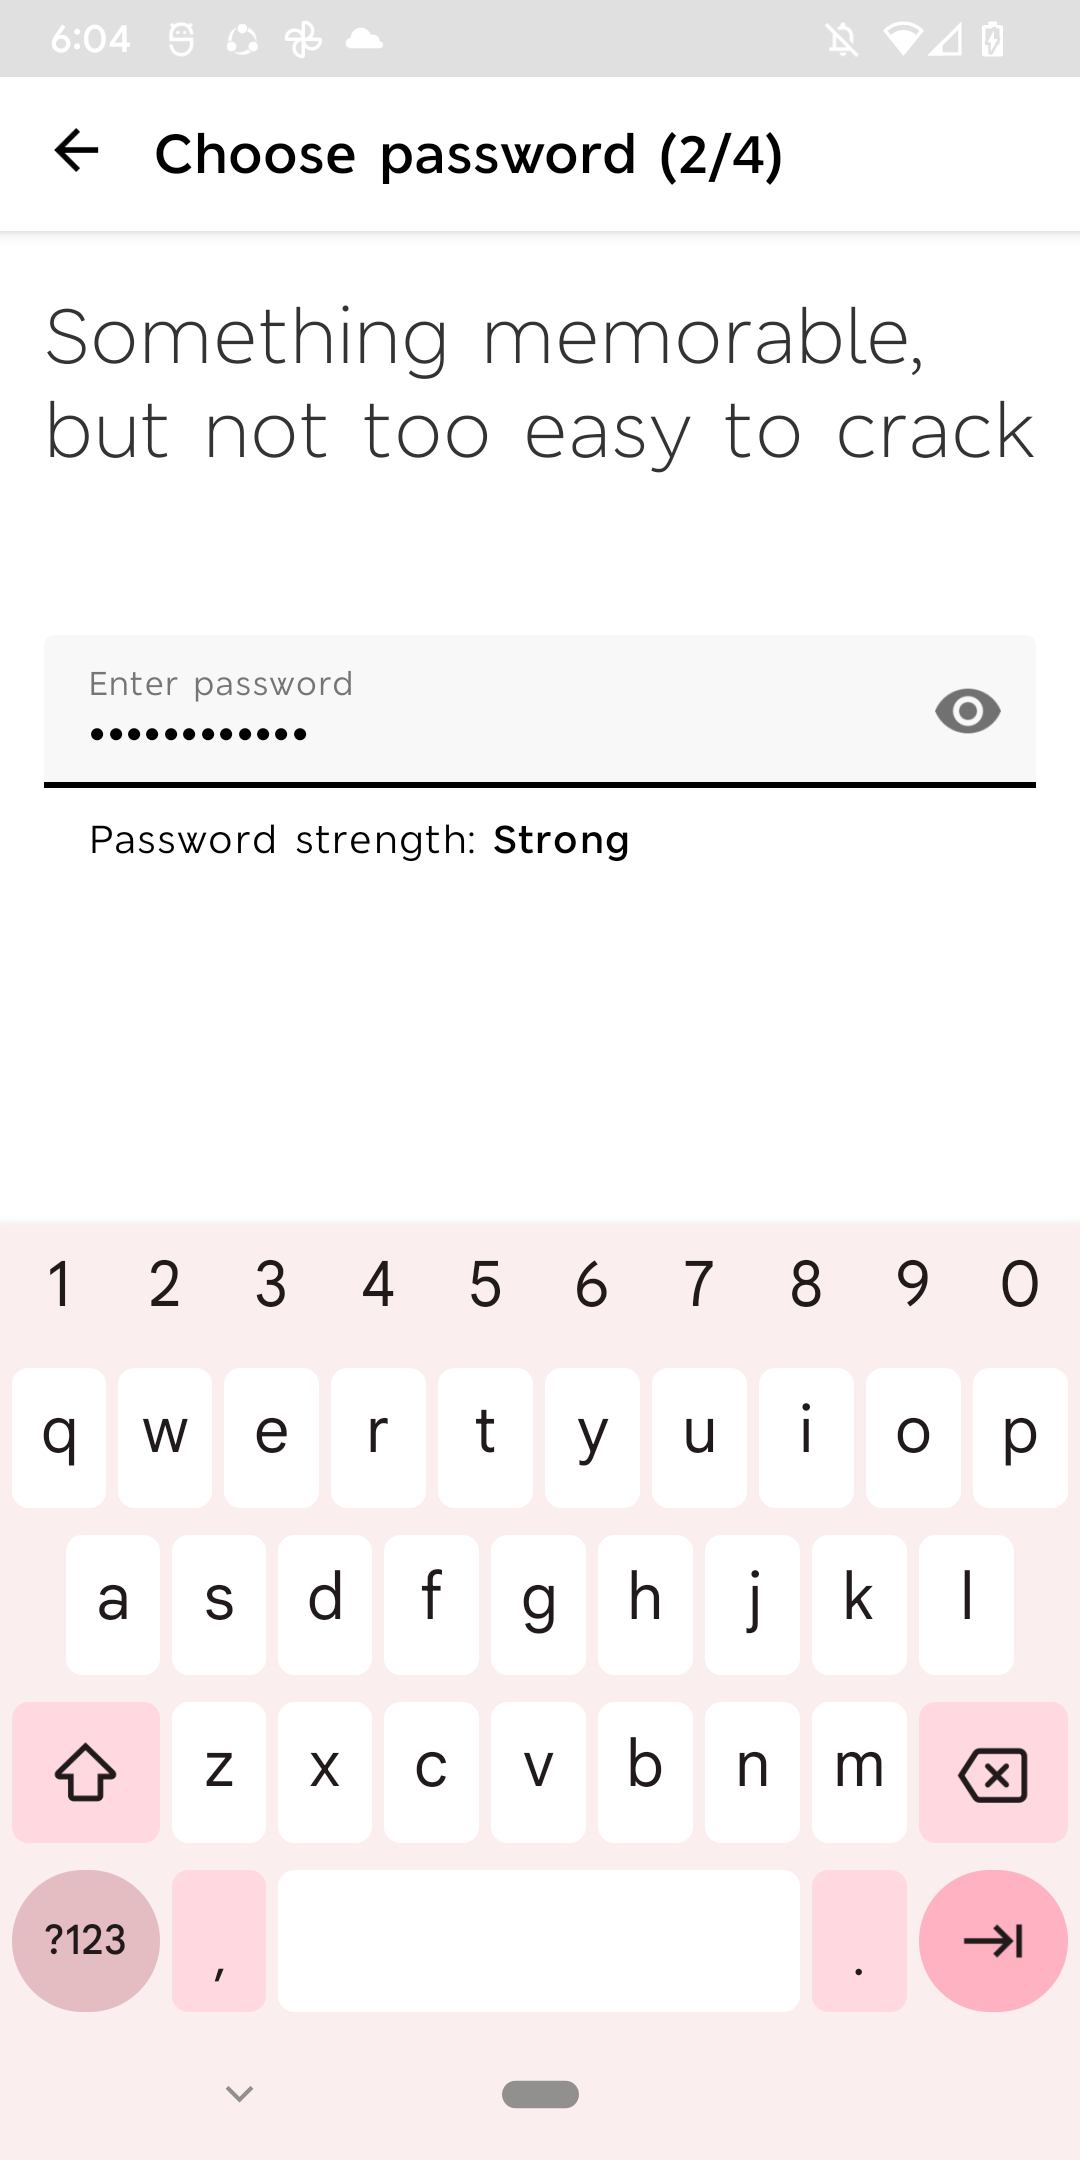 6:04
Choose password (2/4)
Something memorable,
but not too easy to crack
Enter password
••••••••••••
Password strength: Strong
1 2 3 4 5 6 7 8 9 0
q w e r t y u i o p
a s d f g h j k l
z x c v b n m
?123 , .